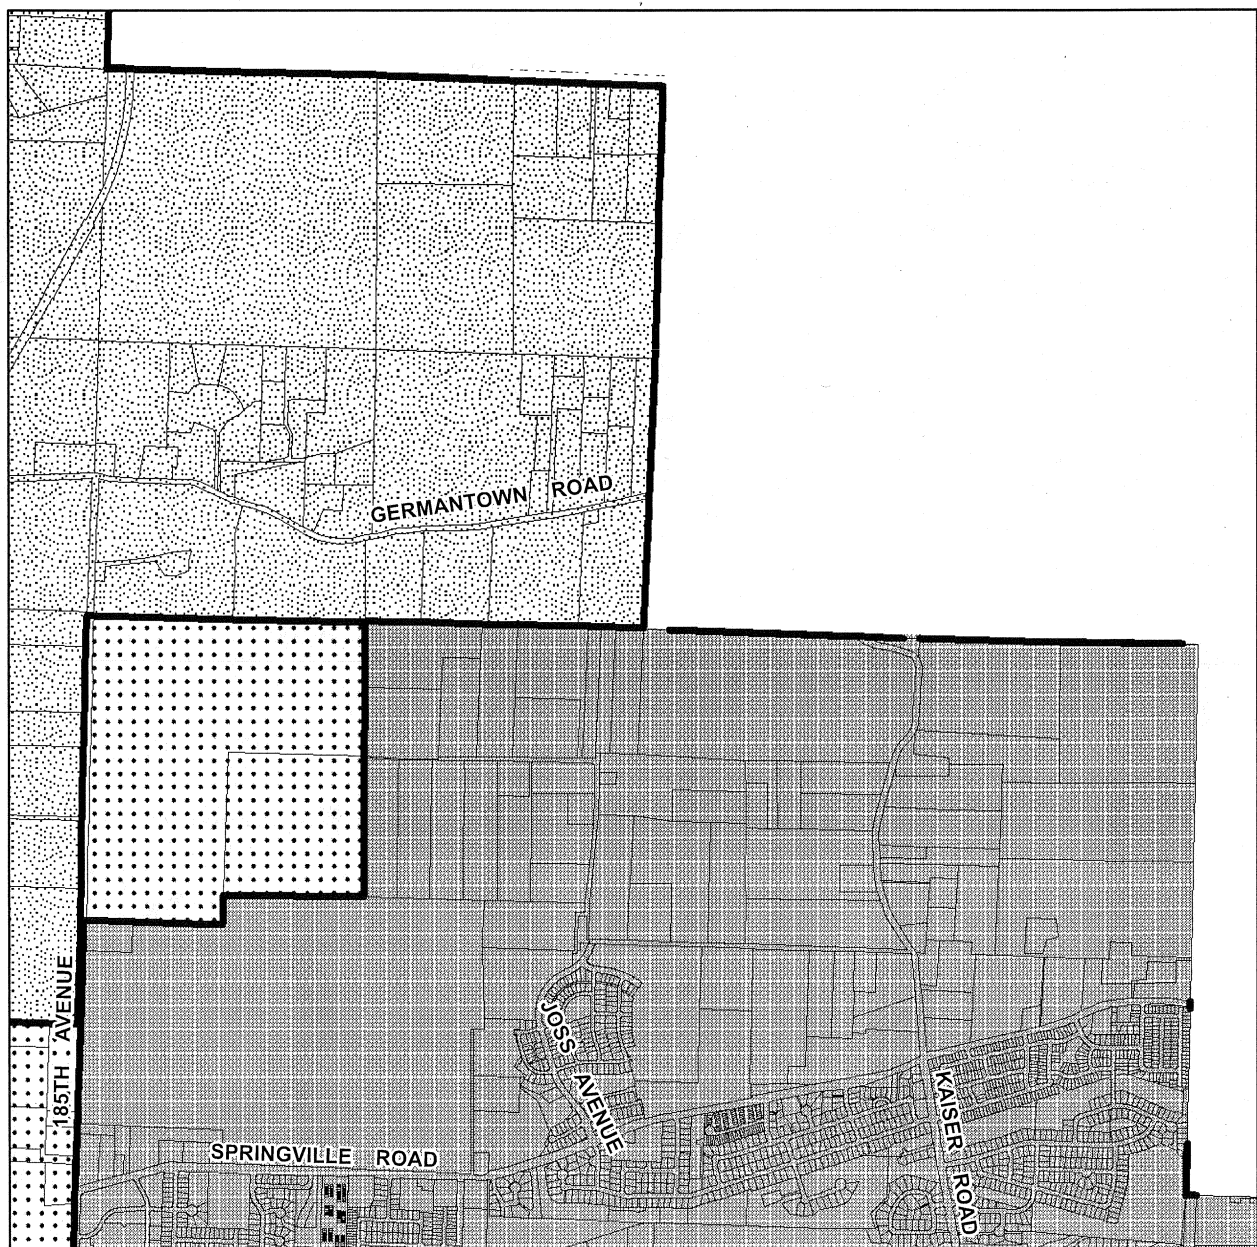 GERMANTOWN ROAD
185TH AVENUE
JOSS AVENUE
KAISER ROAD
SPRINGVILLE ROAD